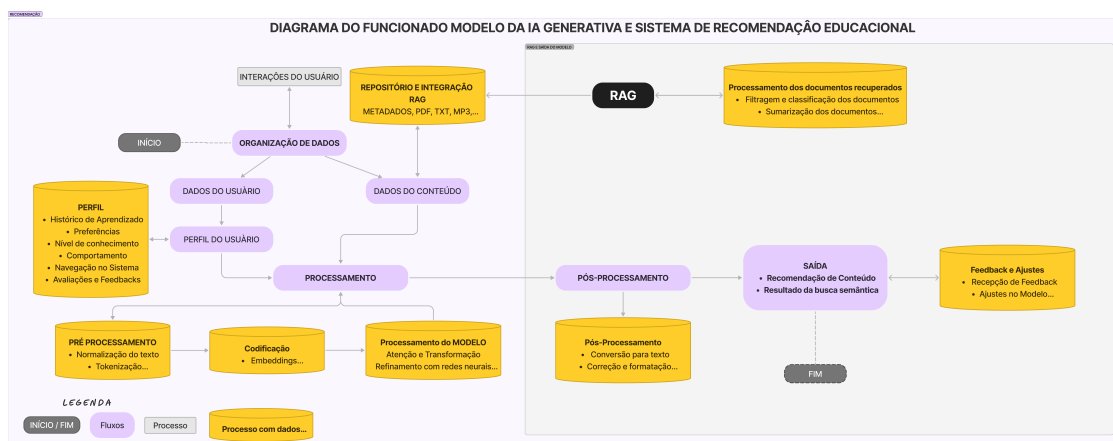 RECOMENDAÇÃO
DIAGRAMA DO FUNCIONADO MODELO DA IA GENERATIVA E SISTEMA DE RECOMENDAÇÃO EDUCACIONAL
RAG E SAÍDA DO MODELO
INTERAÇÕES DO USUÁRIO
REPOSITÓRIO E INTEGRAÇÃO
RAG
METADADOS, PDF, TXT, MP3,...
RAG
Processamento dos documentos recuperados
• Filtragem e classificação dos documentos
• Sumarização dos documentos...
INÍCIO
ORGANIZAÇÃO DE DADOS
DADOS DO USUÁRIO
DADOS DO CONTEÚDO
PERFIL
• Histórico de Aprendizado
• Preferências
• Nível de conhecimento
• Comportamento
• Navegação no Sistema
• Avaliações e Feedbacks
PERFIL DO USUÁRIO
PROCESSAMENTO
PÓS-PROCESSAMENTO
SAÍDA
• Recomendação de Conteúdo
• Resultado da busca semântica
Feedback e Ajustes
• Recepção de Feedback
• Ajustes no Modelo...
PRÉ PROCESSAMENTO
• Normalização do texto
• Tokenização...
Codificação
• Embeddings...
Processamento do MODELO
Atenção e Transformação
Refinamento com redes neurais...
Pós-Processamento
• Conversão para texto
• Correção e formatação...
FIM
LEGENDA
INÍCIO / FIM
Fluxos
Processo
Processo com dados...